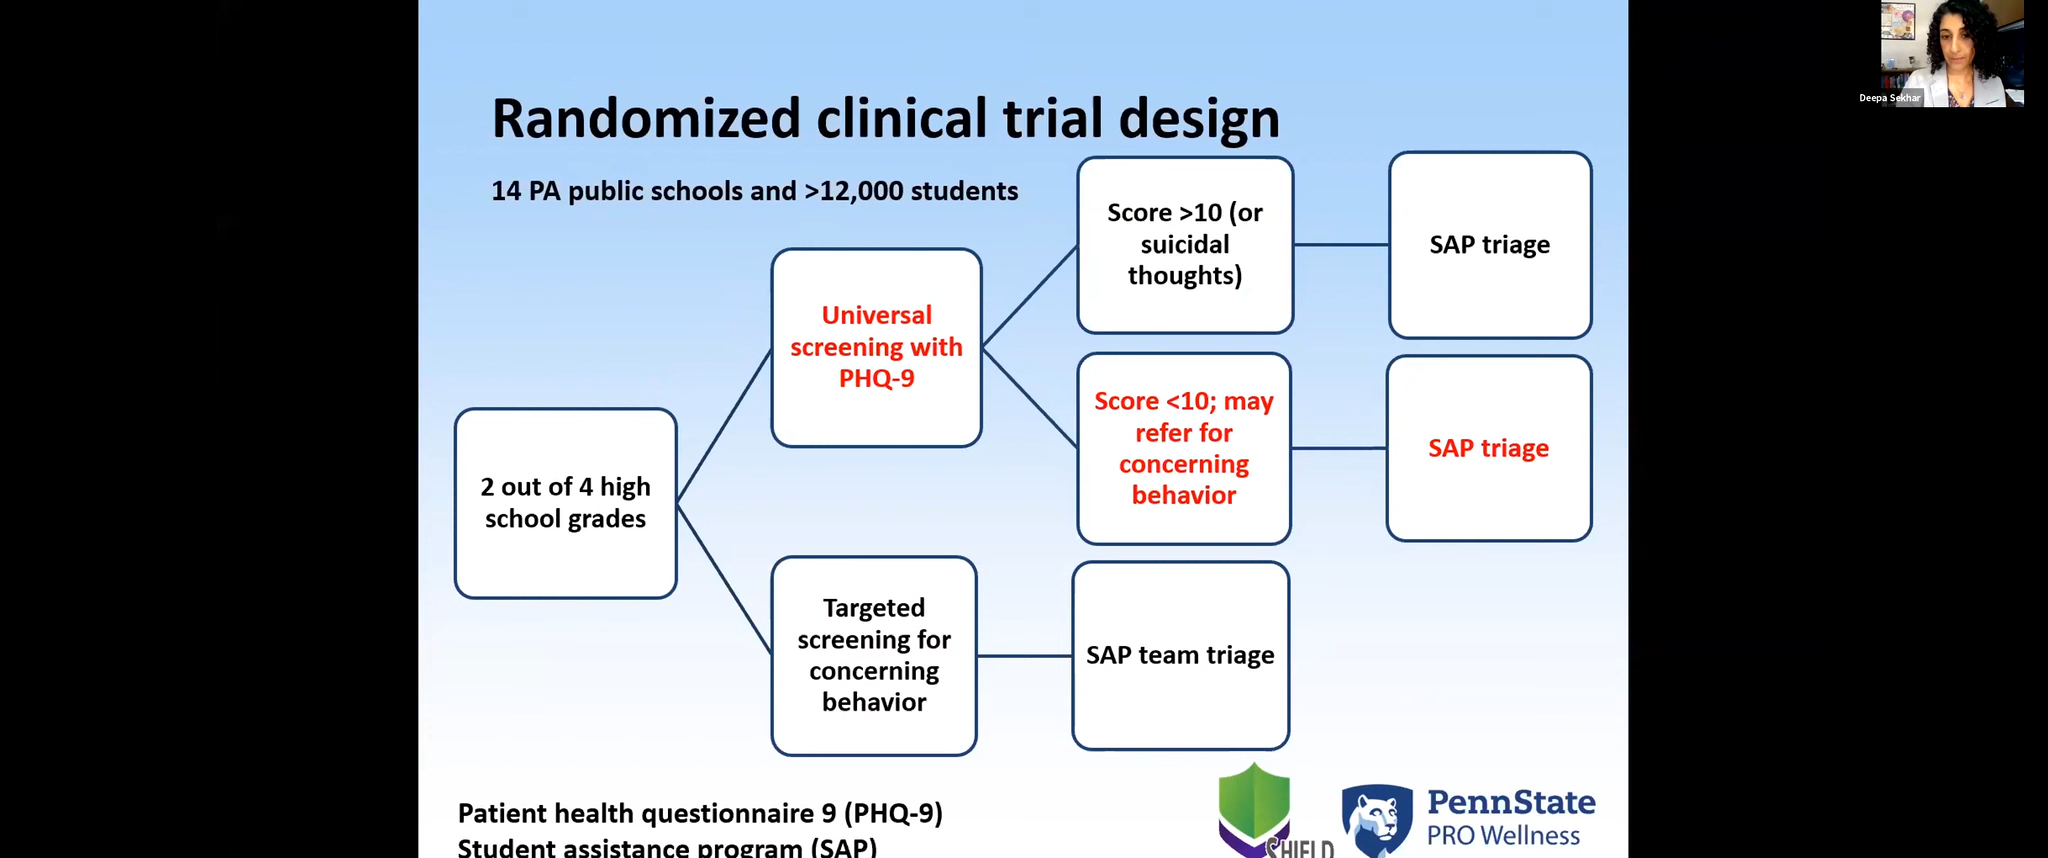 Deepa Sekhar
Randomized clinical trial design
14 PA public schools and >12,000 students
2 out of 4 high
school grades
Universal
screening with
PHQ-9
Score >10 (or
suicidal
thoughts)
SAP triage
Score <10; may
refer for
concerning
behavior
SAP triage
Targeted
screening for
concerning
behavior
SAP team triage
Patient health questionnaire 9 (PHQ-9)
Student assistance program (SAP)
SHIELD
PennState
PRO Wellness